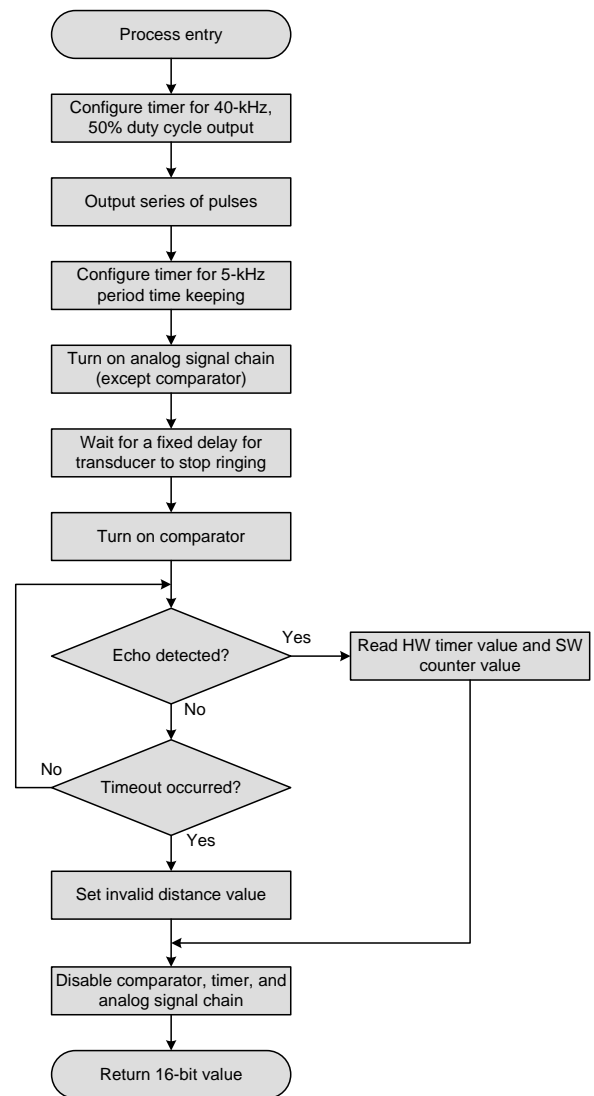 Process entry
Configure timer for 40-kHz,
50% duty cycle output
Output series of pulses
Configure timer for 5-kHz
period time keeping
Turn on analog signal chain
(except comparator)
Wait for a fixed delay for
transducer to stop ringing
Turn on comparator
Echo detected?
Yes
Read HW timer value and SW
counter value
No
Timeout occurred?
No
Yes
Set invalid distance value
Disable comparator, timer, and
analog signal chain
Return 16-bit value